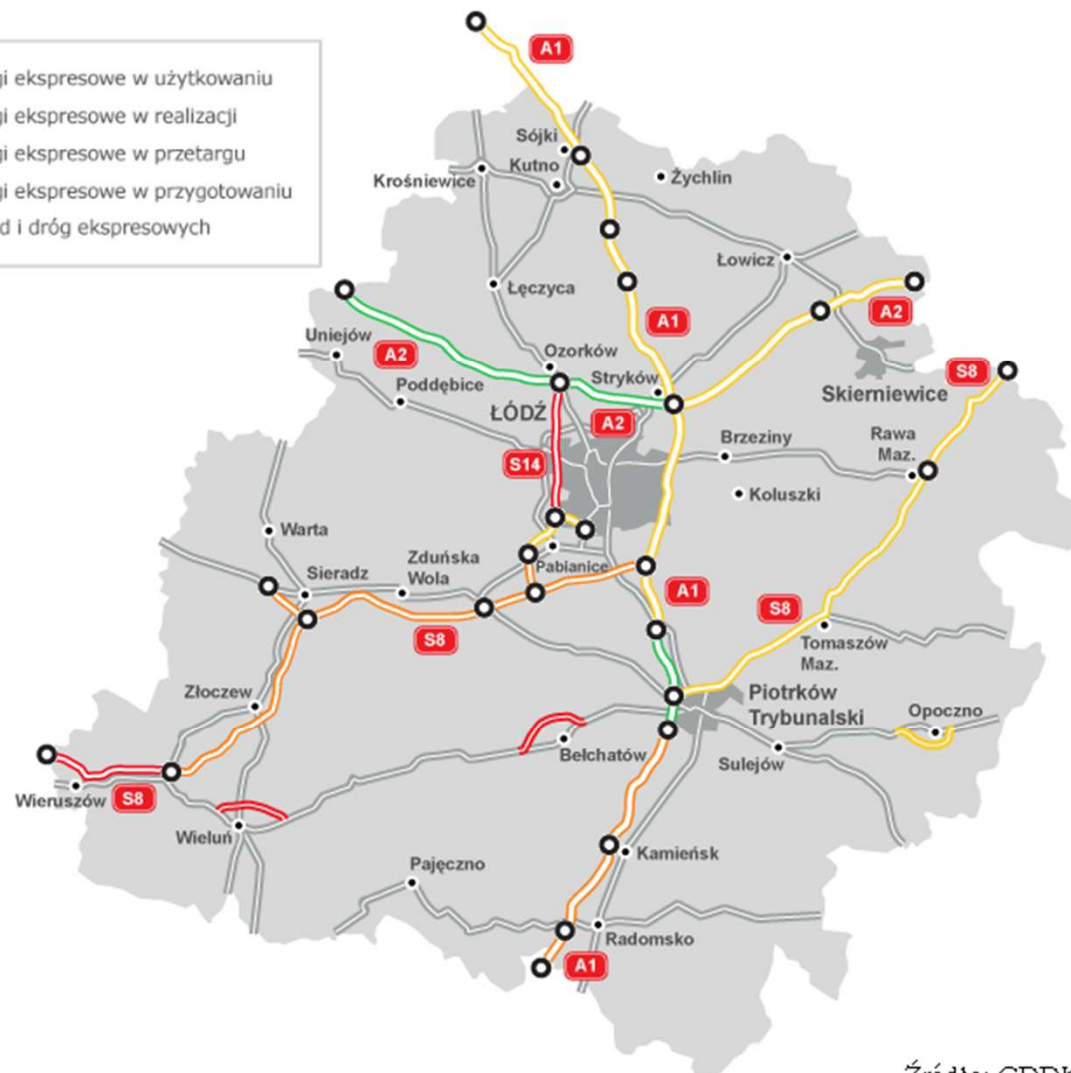 A1
gi ekspresowe w użytkowaniu
gi ekspresowe w realizacji
gi ekspresowe w przetargu
gi ekspresowe w przygotowaniu
d i dróg ekspresowych
Sójki
Kutno
Krośniewice
Żychlin
Łowicz
Łęczyca
A1
A2
Uniejów
A2
Ozorków
Poddębice
Stryków
S8
Skierniewice
ŁÓDŹ
A2
Brzeziny
Rawa
Maz.
S14
Koluszki
Warta
Zduńska
Wola
Sieradz
Pabianice
A1
S8
S8
Tomaszów
Maz.
Złoczew
Piotrków
Trybunalski
Opoczno
Bełchatów
Sulejów
Wieruszów
S8
Wieluń
Kamieńsk
Pajęczno
Radomsko
A1